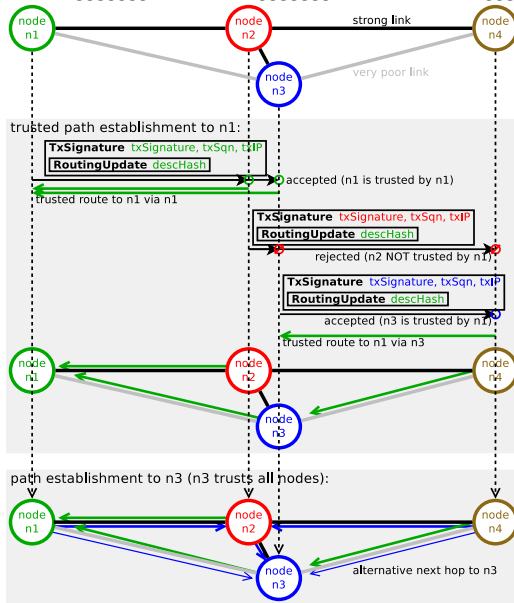 node n1
node n2
strong link
node n4
very poor link
node n3
trusted path establishment to n1:
TxSignature txSignature, txSqn, txIP
RoutingUpdate descHash
accepted (n1 is trusted by n1)
trusted route to n1 via n1
TxSignature txSignature, txSqn, txIP
RoutingUpdate descHash
rejected (n2 NOT trusted by n1)
TxSignature txSignature, txSqn, txIP
RoutingUpdate descHash
accepted (n3 is trusted by n1)
trusted route to n1 via n3
node n1
node n2
node n4
node n3
path establishment to n3 (n3 trusts all nodes):
node n1
node n2
node n4
node n3
alternative next hop to n3